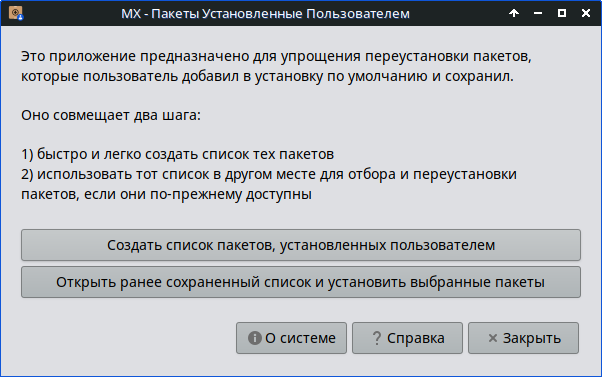 MX - Пакеты Установленные Пользователем
Это приложение предназначено для упрощения переустановки пакетов,
которые пользователь добавил в установку по умолчанию и сохранил.
Оно совмещает два шага:
1) быстро и легко создать список тех пакетов
2) использовать тот список в другом месте для отбора и переустановки
пакетов, если они по-прежнему доступны
Создать список пакетов, установленных пользователем
Открыть ранее сохраненный список и установить выбранные пакеты
О системе
Справка
Закрыть